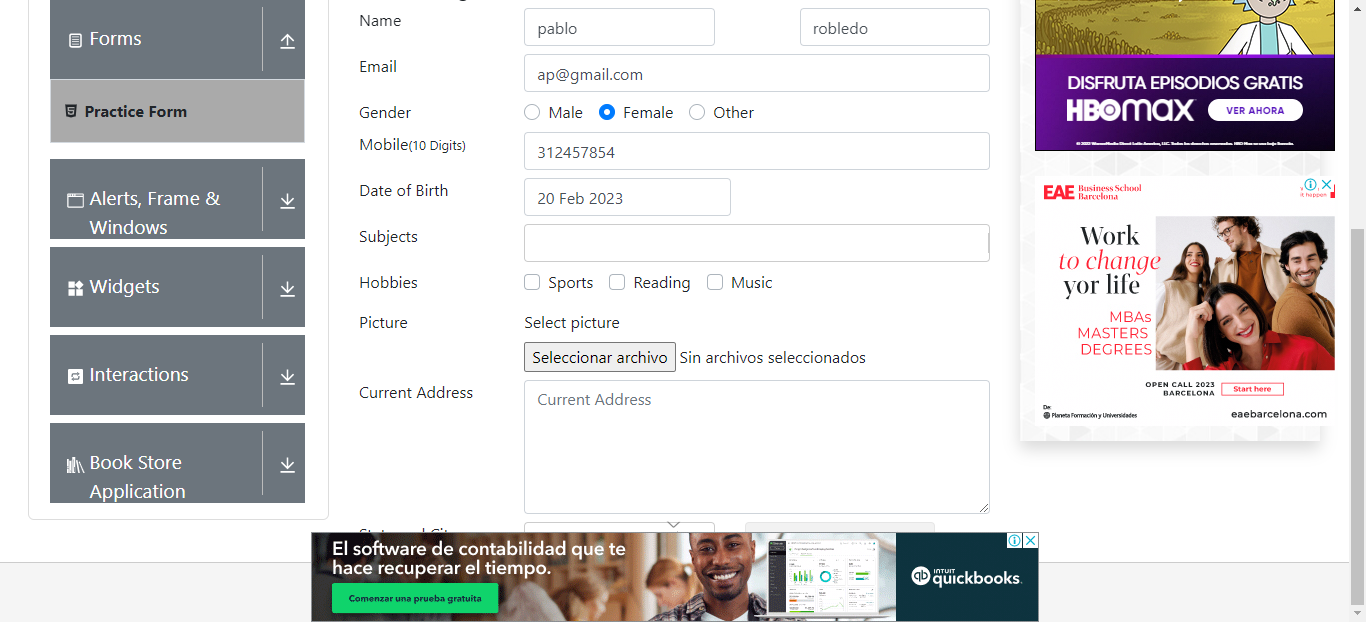 Forms
Practice Form
Alerts, Frame &
Windows
Widgets
Interactions
Book Store
Application
Name
pablo
robledo
Email
ap@gmail.com
Gender
Male
Female
Other
Mobile(10 Digits)
312457854
Date of Birth
20 Feb 2023
Subjects
Hobbies
Sports
Reading
Music
Picture
Select picture
Seleccionar archivo Sin archivos seleccionados
Current Address
Current Address
DISFRUTA EPISODIOS GRATIS
HBOMAX
VER AHORA
EAE Business School
Barcelona
it happen
Work
to change
yor life
MBAs
MASTERS
DEGREES
OPEN CALL 2023
BARCELONA
Start here
De:
Planeta Formación y Universidades
eaebarcelona.com
El software de contabilidad que te
hace recuperar el tiempo.
Comenzar una prueba gratuita
INTUIT
quickbooks.